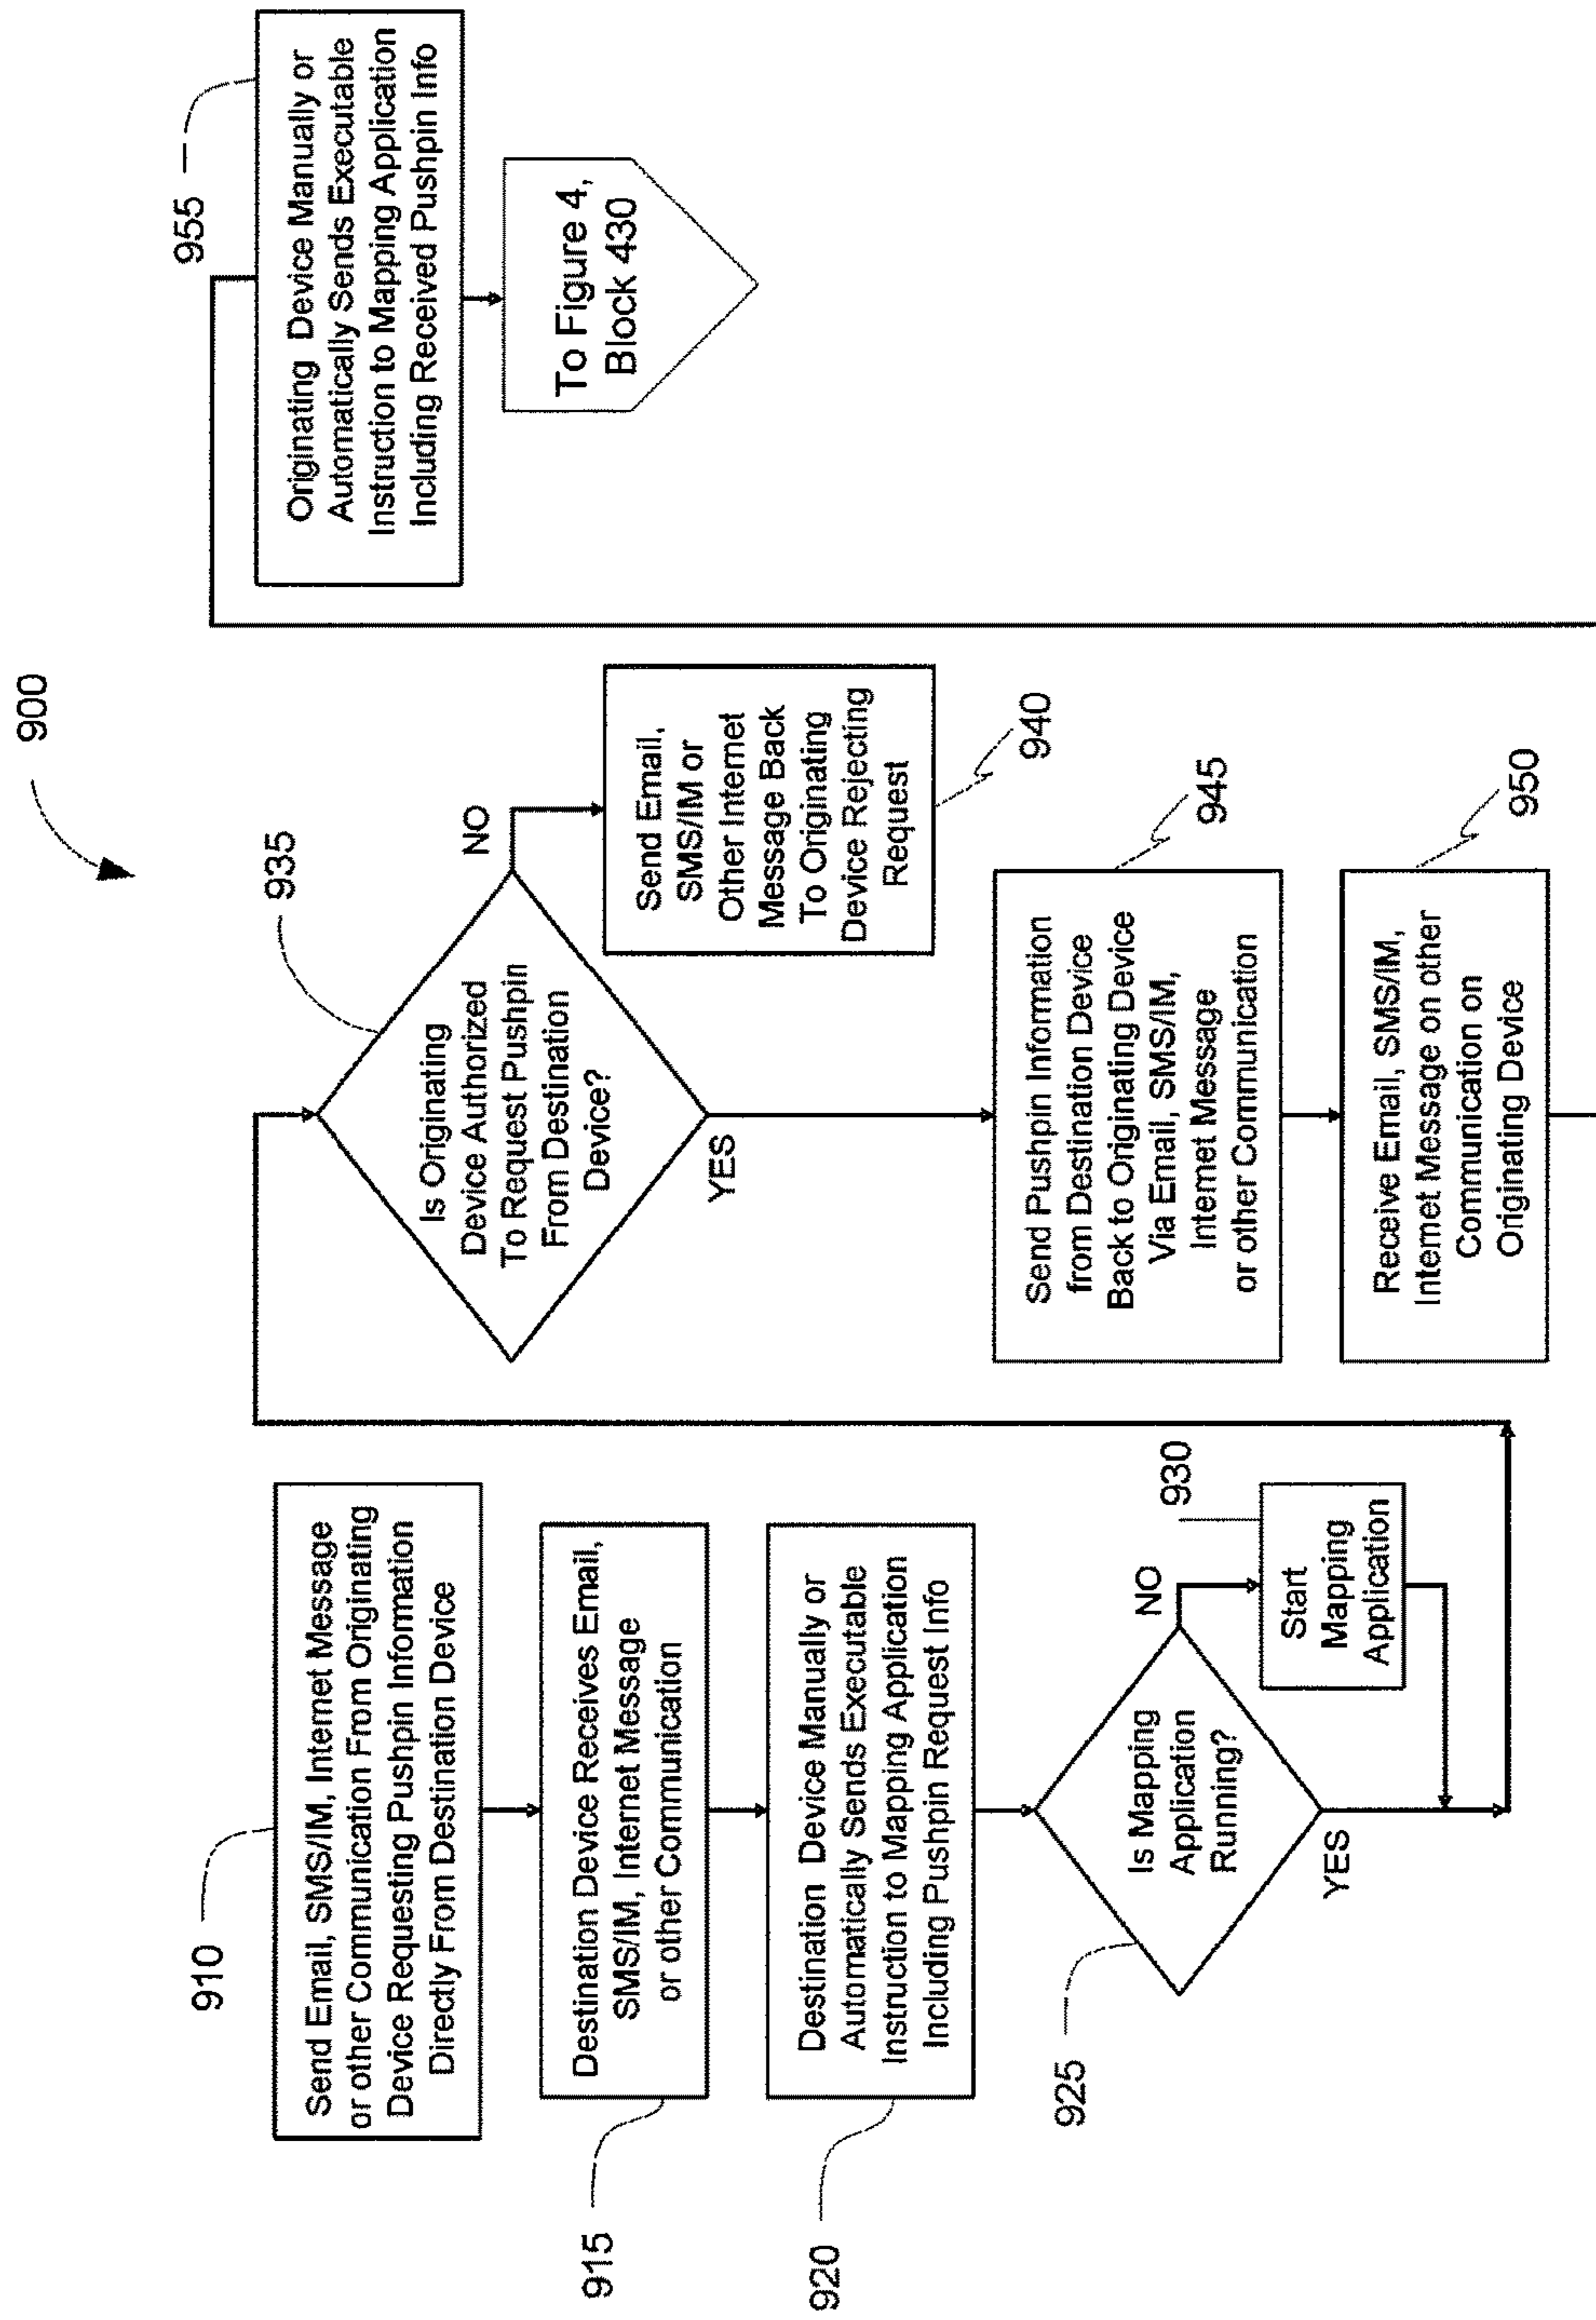 900
910
Send Email, SMS/IM, Internet Message
or other Communication From Originating
Device Requesting Pushpin Information
Directly From Destination Device
915
Destination Device Receives Email,
SMS/IM, Internet Message
or other Communication
920
Destination Device Manually or
Automatically Sends Executable
Instruction to Mapping Application
Including Pushpin Request Info
925
Is Mapping
Application
Running?
NO
YES
930
Start
Mapping
Application
935
Is Originating
Device Authorized
To Request Pushpin
From Destination
Device?
NO
YES
Send Email,
SMS/IM or
Other Internet
Message Back
To Originating
Device Rejecting
Request
940
Send Pushpin Information
from Destination Device
Back to Originating Device
Via Email, SMS/IM,
Internet Message
or other Communication
945
Receive Email, SMS/IM,
Internet Message on other
Communication on
Originating Device
950
955
Originating Device Manually or
Automatically Sends Executable
Instruction to Mapping Application
Including Received Pushpin Info
To Figure 4,
Block 430